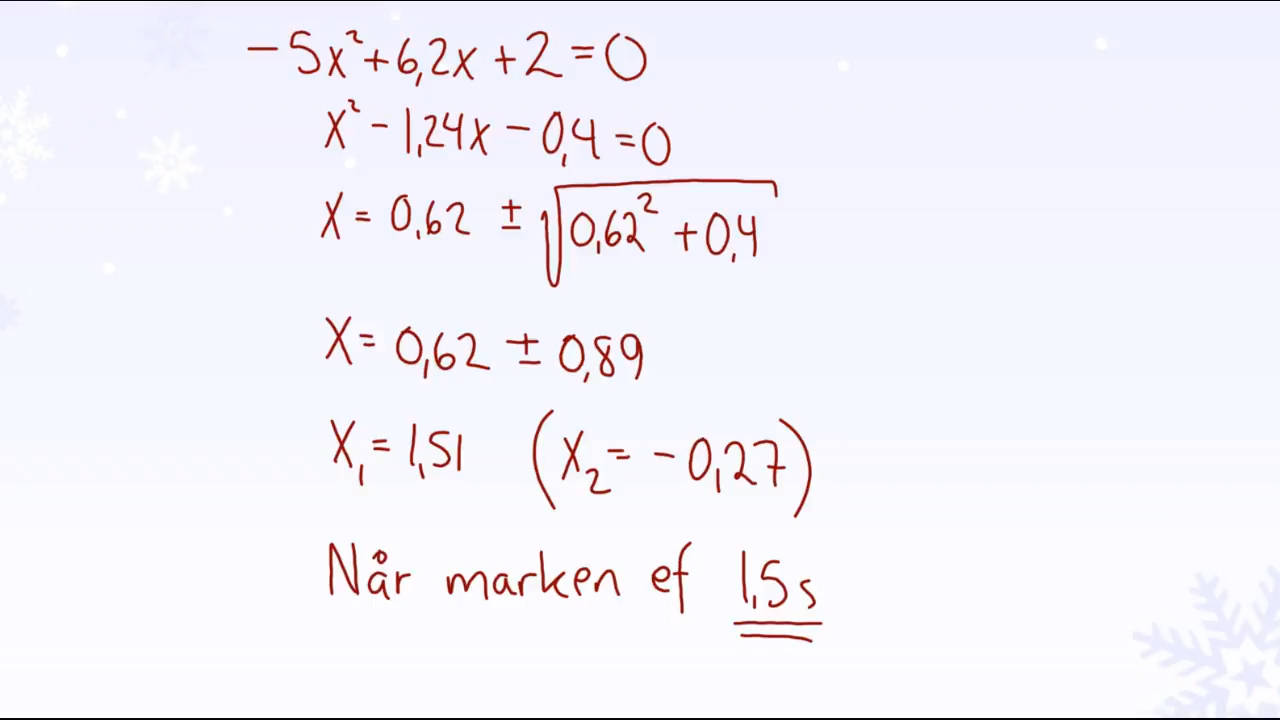 -5x²+6,2x+2=0
x²-1,24x-0,4=0
x=0,62 ± √(0,62²+0,4)
x=0,62 ± 0,89
x₁=1,51 (x₂=-0,27)
Når marken ef 1,5s